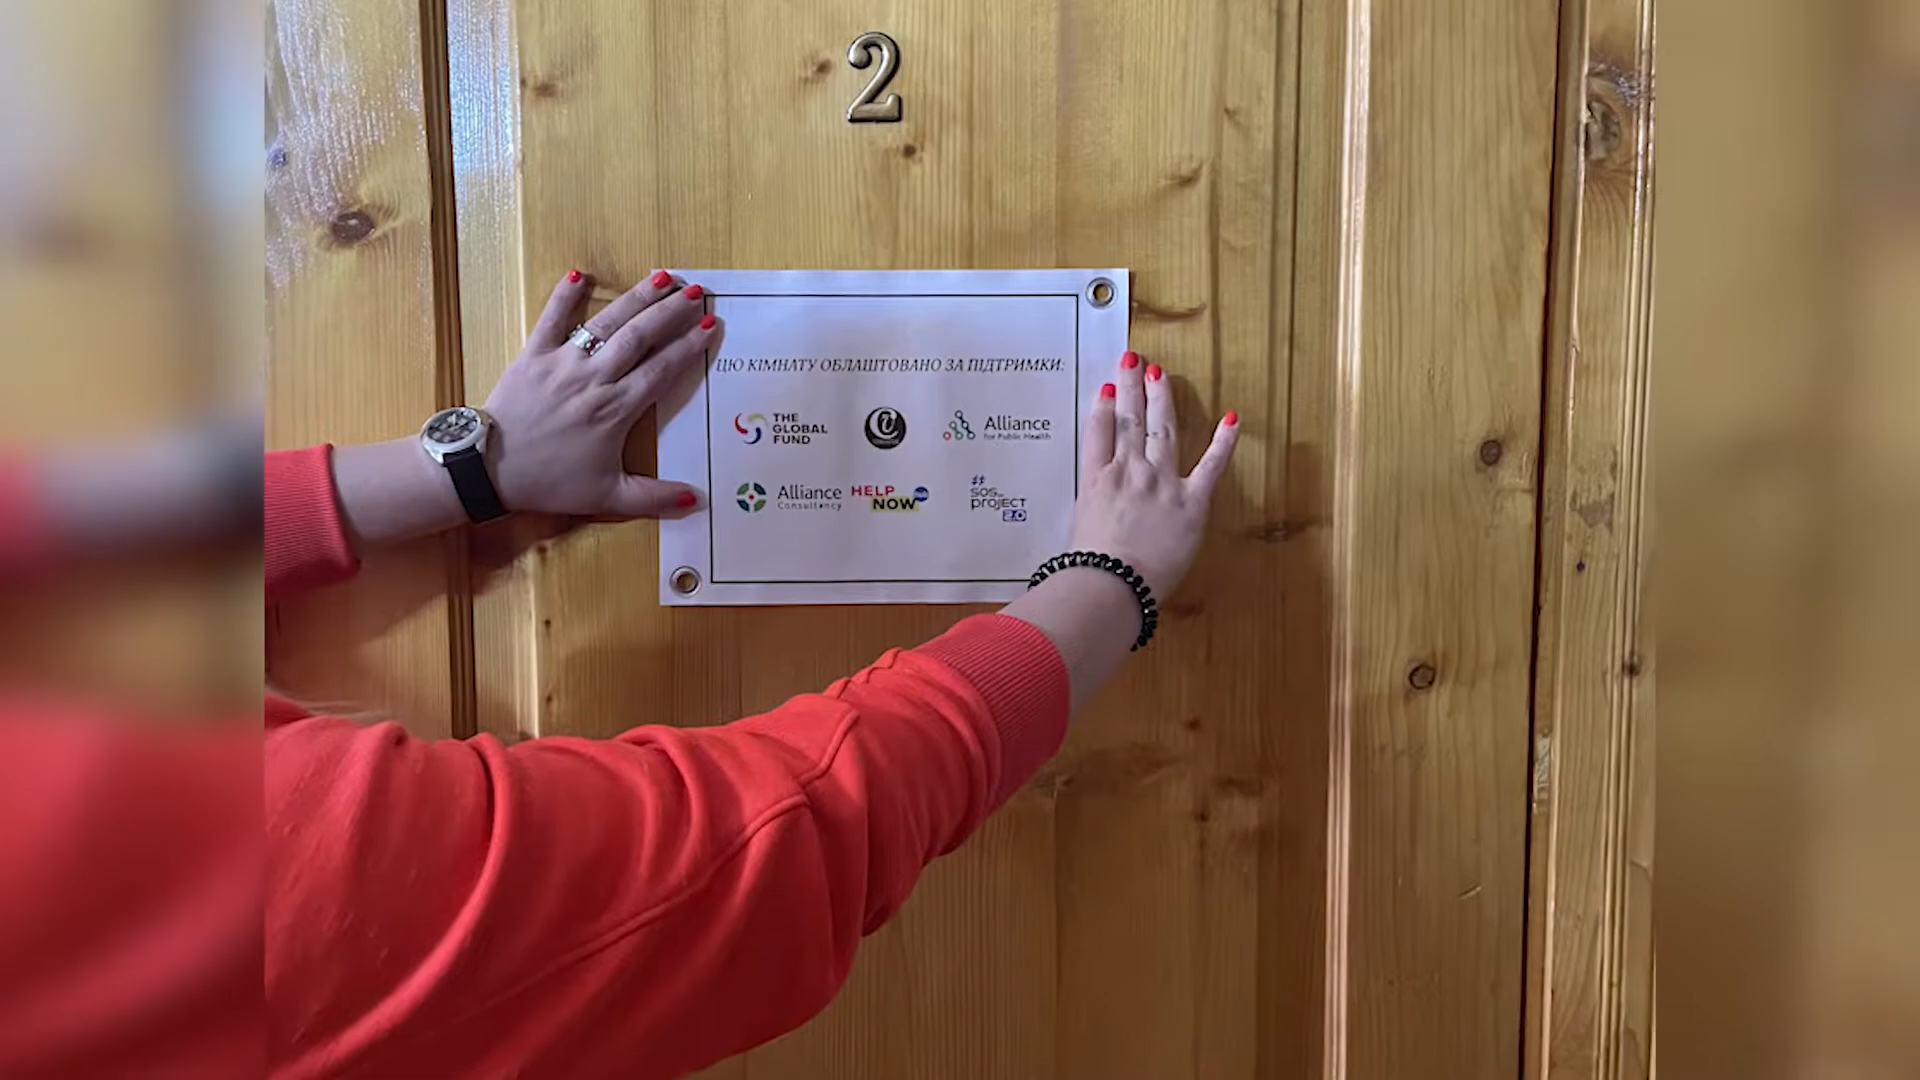 2
ЦЮ КІМНАТУ ОБЛАШТОВАНО ЗА ПІДТРИМКИ:
THE
GLOBAL
FUND
Alliance
for Public Health
Alliance
Consultancy
HELP
NOW
##
SOS_
project
2.0